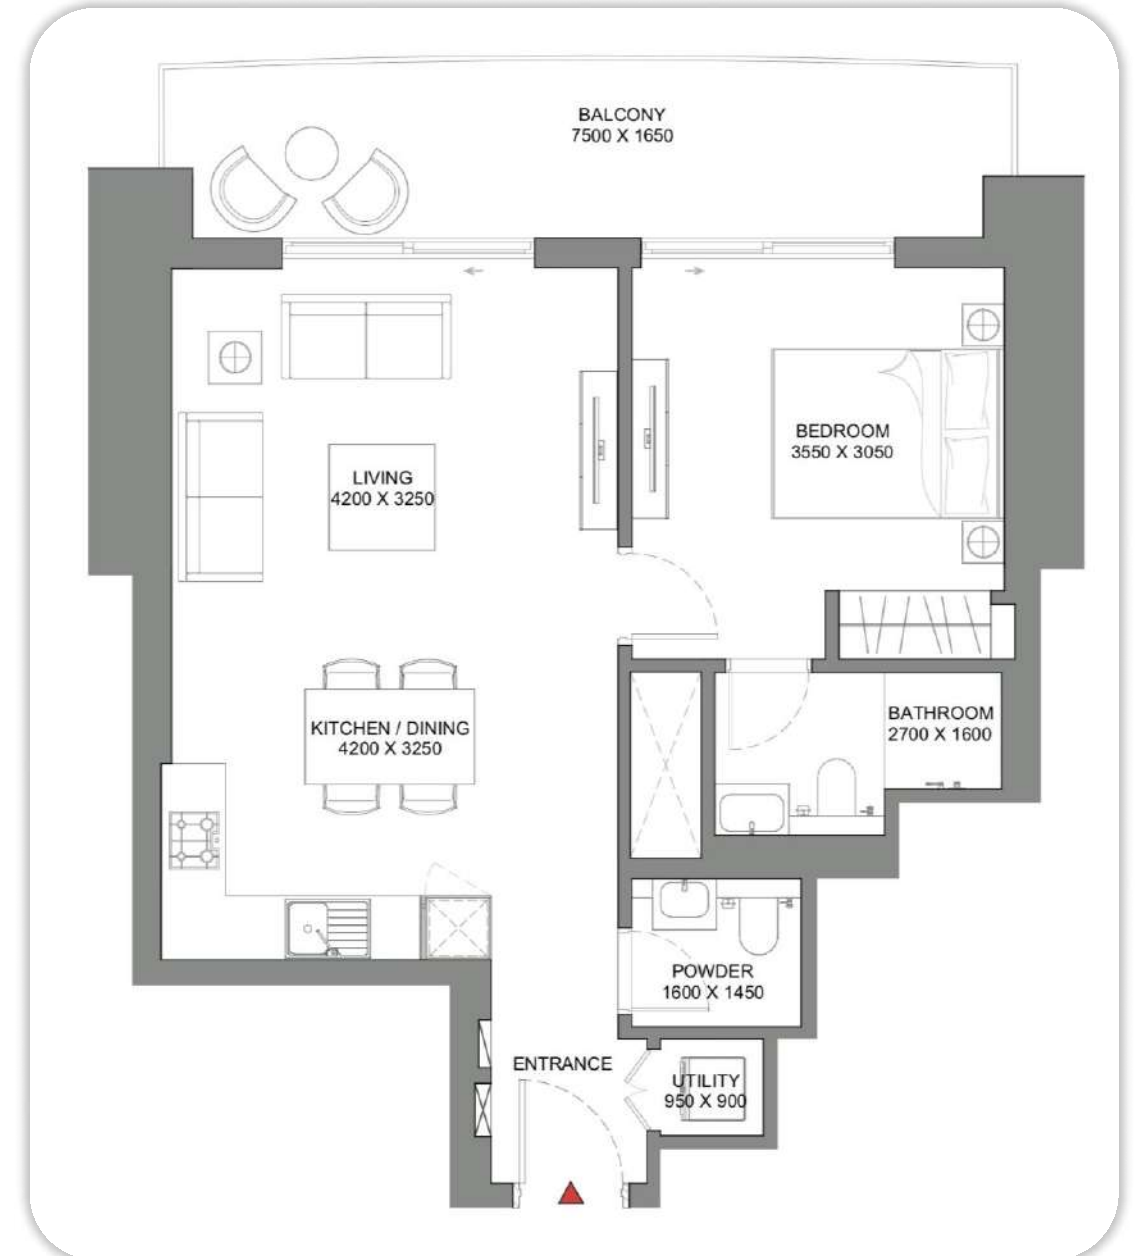 BALCONY
7500 X 1650
BEDROOM
3550 X 3050
LIVING
4200 X 3250
KITCHEN / DINING
4200 X 3250
BATHROOM
2700 X 1600
POWDER
1600 X 1450
ENTRANCE
UTILITY
950 X 900